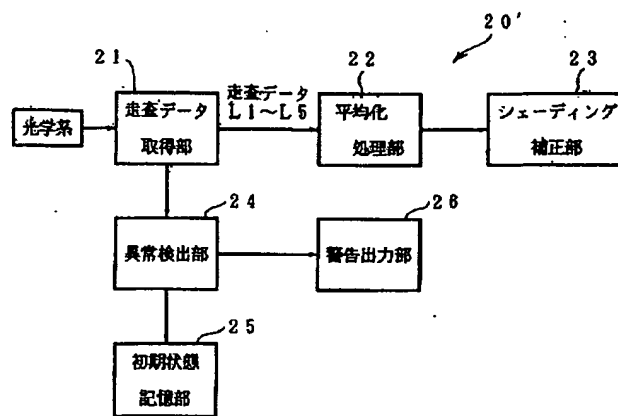 20'
21
22
23
光学系
走査データ
取得部
走査データ
L1～L5
平均化
処理部
シェーディング
補正部
24
26
異常検出部
警告出力部
25
初期状態
記憶部